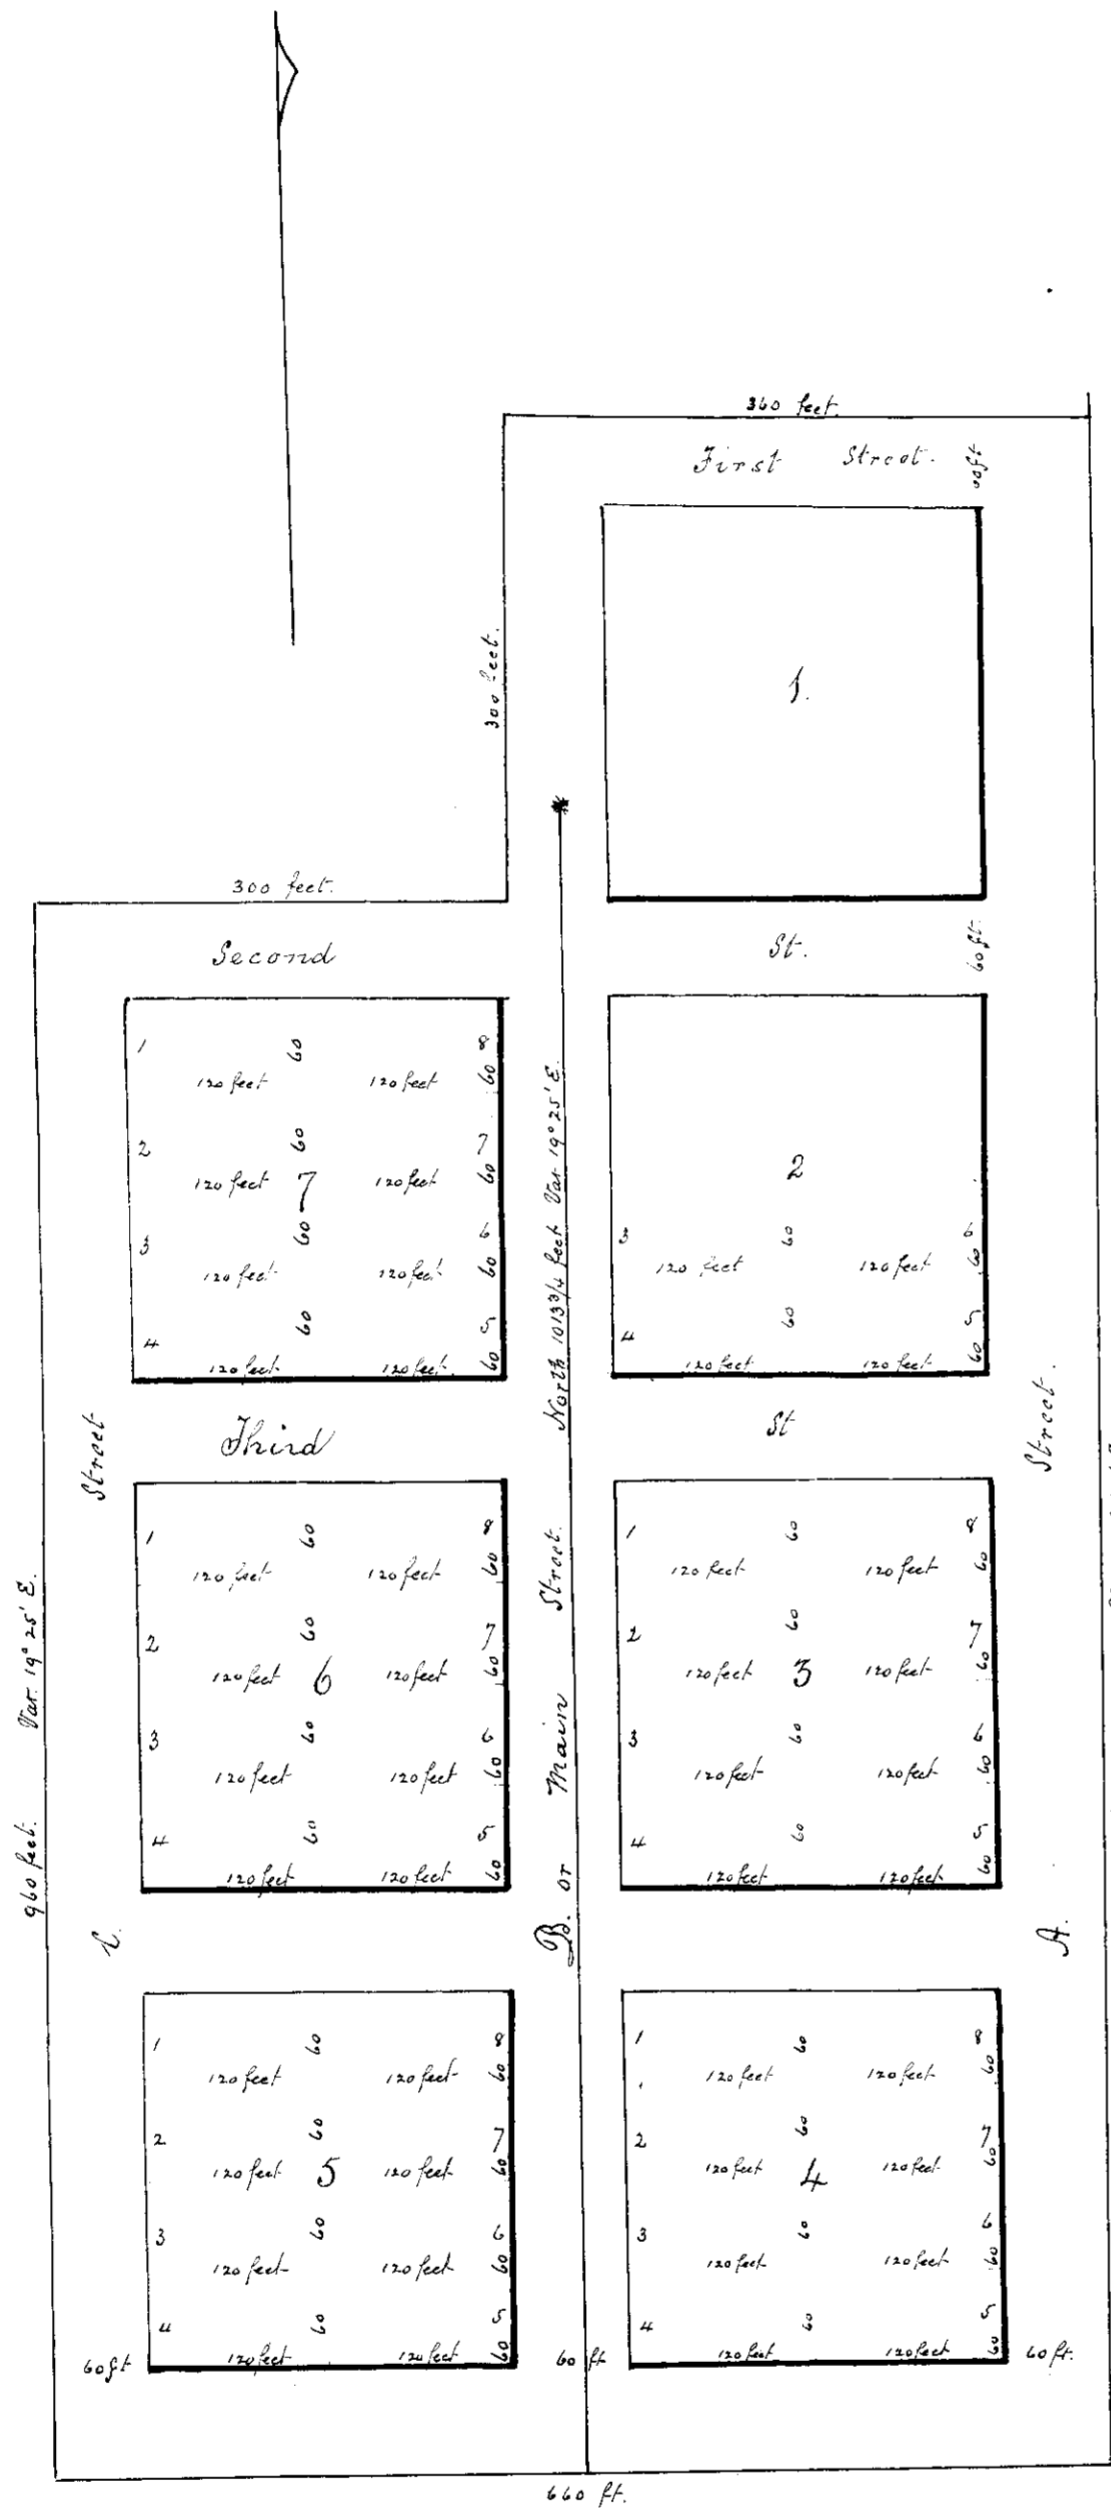 360 feet.
First Street.
300 feet.
1.
300 feet.
Second St.
60 ft.
1 60 8
120 feet 120 feet 60
2 60 7
120 feet 7 120 feet 60
3 60 6
120 feet 120 feet 60
4 60 5
120 feet 120 feet 60
2
3 60 6
120 feet 120 feet 60
4 60 5
120 feet 120 feet 60
North 1013 3/4 feet Var. 19° 25' E.
Third St
Street
Street.
1 60 8
120 feet 120 feet 60
2 60 7
120 feet 6 120 feet 60
3 60 6
120 feet 120 feet 60
4 60 5
120 feet 120 feet 60
B. or Main Street.
1 60 8
120 feet 120 feet 60
2 60 7
120 feet 3 120 feet 60
3 60 6
120 feet 120 feet 60
4 60 5
120 feet 120 feet 60
960 feet. Var. 19° 25' E.
C.
A.
1 60 8
120 feet 120 feet 60
2 60 7
120 feet 5 120 feet 60
3 60 6
120 feet 120 feet 60
4 60 5
120 feet 120 feet 60
1 60 8
120 feet 120 feet 60
2 60 7
120 feet 4 120 feet 60
3 60 6
120 feet 120 feet 60
4 60 5
120 feet 120 feet 60
60 ft 60 ft 60 ft.
660 ft.